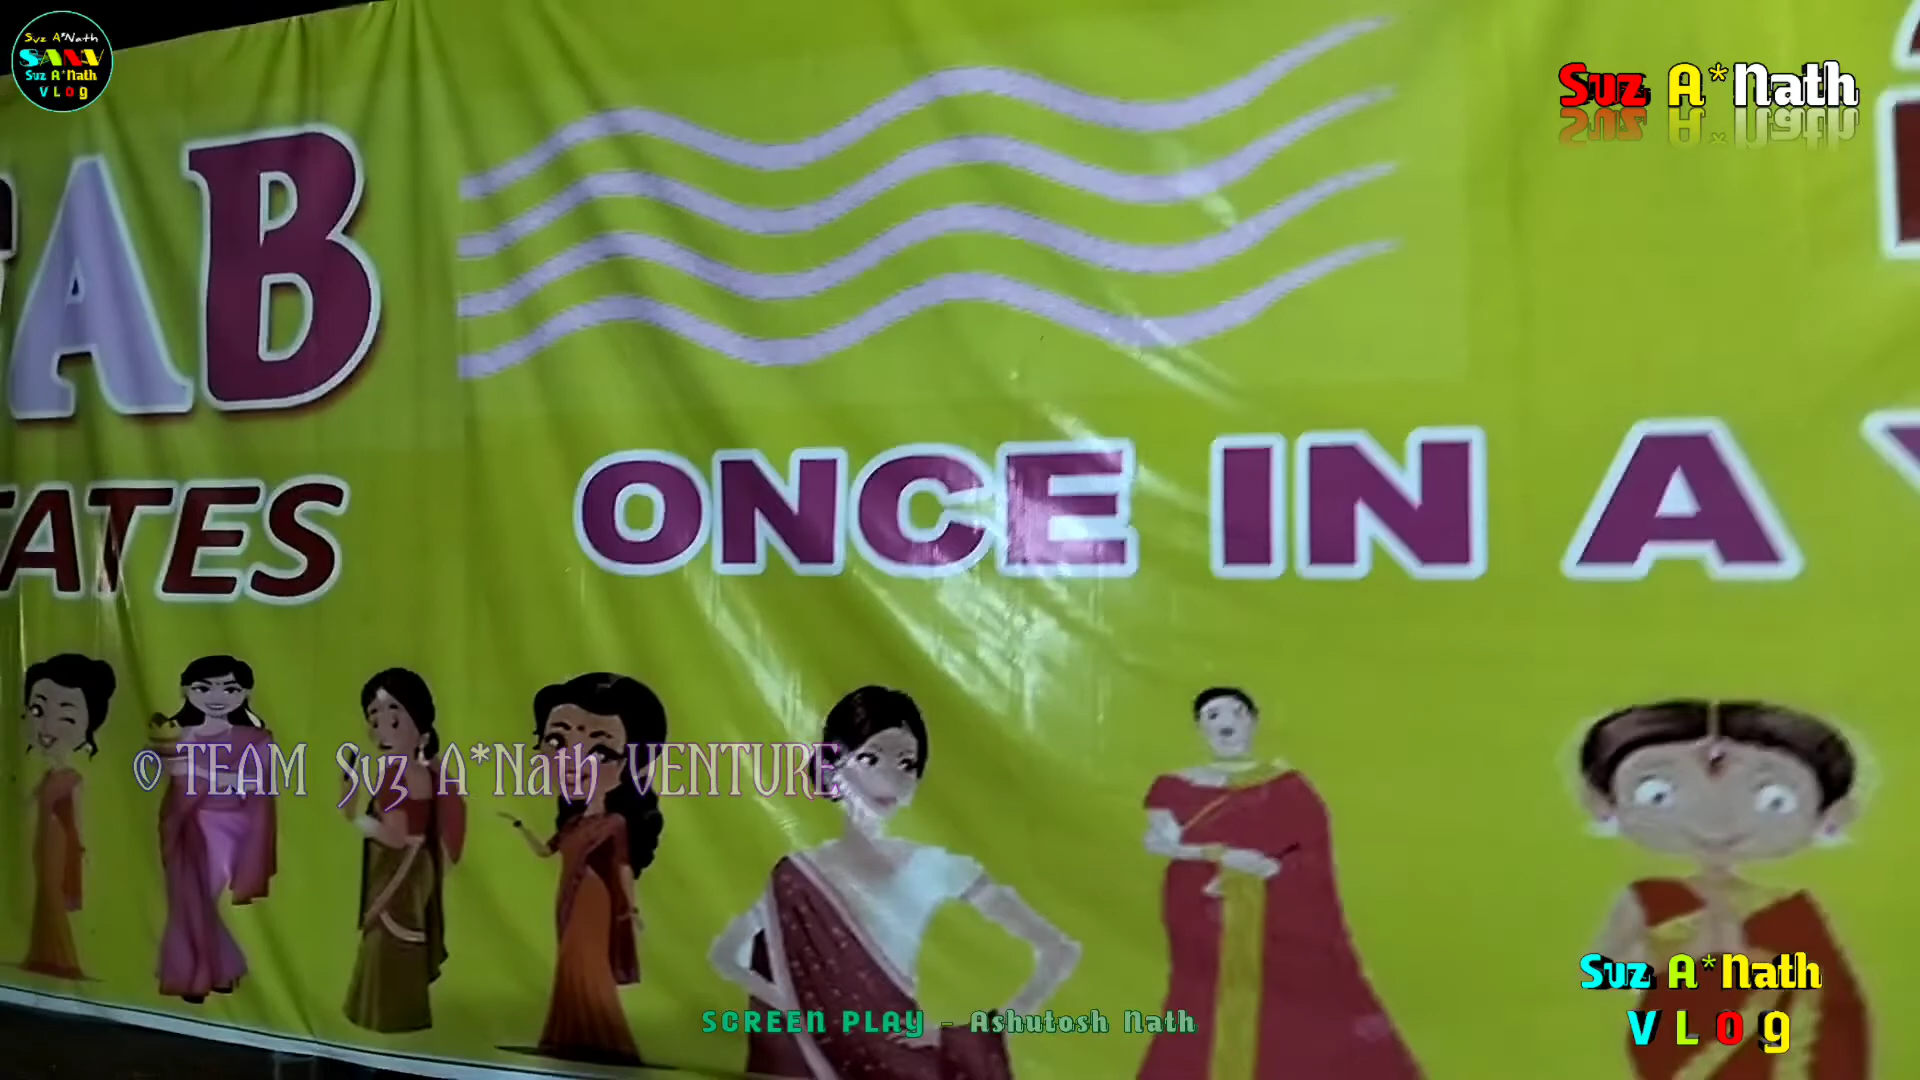 Suz A*Nath
SANV
Suz A*Nath
VLOg
Suz A*Nath
AB
TATES
ONCE IN A
© TEAM Suz A*Nath VENTURE
SCREEN PLAY - Ashutosh Nath
Suz A*Nath
VLOg